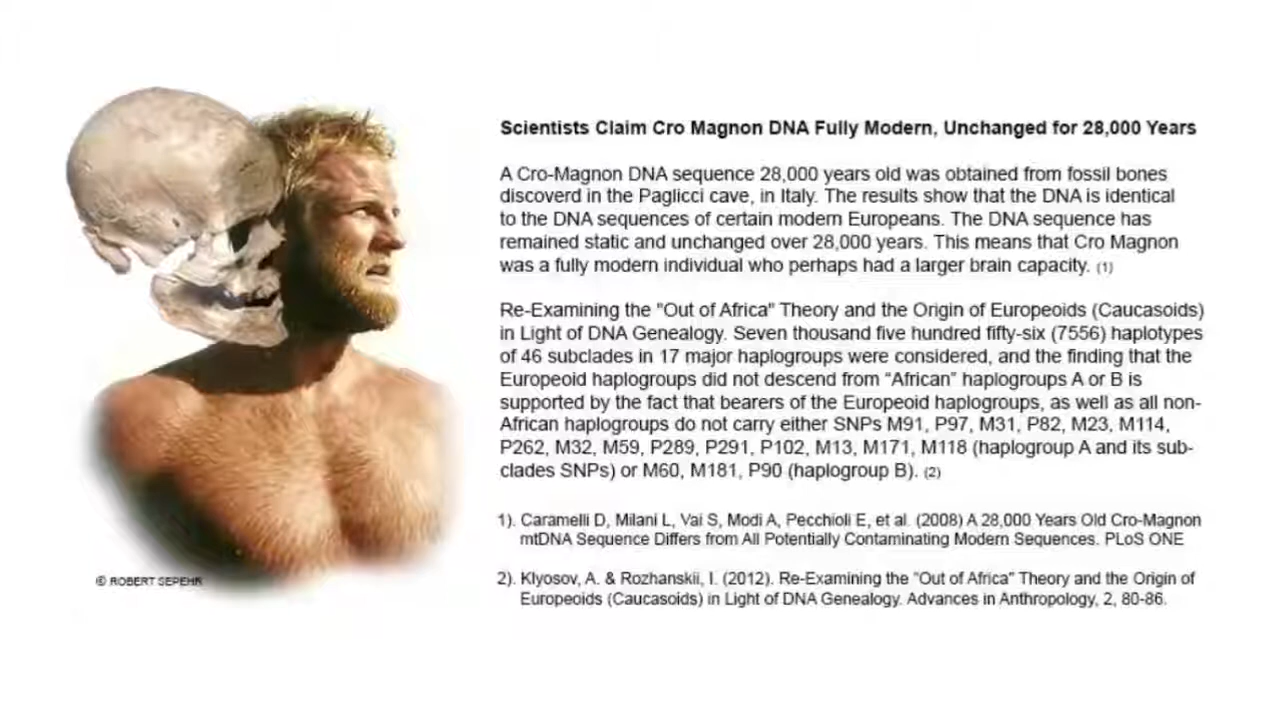 Scientists Claim Cro Magnon DNA Fully Modern, Unchanged for 28,000 Years
A Cro-Magnon DNA sequence 28,000 years old was obtained from fossil bones
discoverd in the Paglicci cave, in Italy. The results show that the DNA is identical
to the DNA sequences of certain modern Europeans. The DNA sequence has
remained static and unchanged over 28,000 years. This means that Cro Magnon
was a fully modern individual who perhaps had a larger brain capacity. (1)
Re-Examining the "Out of Africa" Theory and the Origin of Europeoids (Caucasoids)
in Light of DNA Genealogy. Seven thousand five hundred fifty-six (7556) haplotypes
of 46 subclades in 17 major haplogroups were considered, and the finding that the
Europeoid haplogroups did not descend from “African” haplogroups A or B is
supported by the fact that bearers of the Europeoid haplogroups, as well as all non-
African haplogroups do not carry either SNPs M91, P97, M31, P82, M23, M114,
P262, M32, M59, P289, P291, P102, M13, M171, M118 (haplogroup A and its sub-
clades SNPs) or M60, M181, P90 (haplogroup B). (2)
1). Caramelli D, Milani L, Vai S, Modi A, Pecchioli E, et al. (2008) A 28,000 Years Old Cro-Magnon
mtDNA Sequence Differs from All Potentially Contaminating Modern Sequences. PLoS ONE
2). Klyosov, A. & Rozhanskii, I. (2012). Re-Examining the "Out of Africa" Theory and the Origin of
Europeoids (Caucasoids) in Light of DNA Genealogy. Advances in Anthropology, 2, 80-86.
© ROBERT SEPEHR